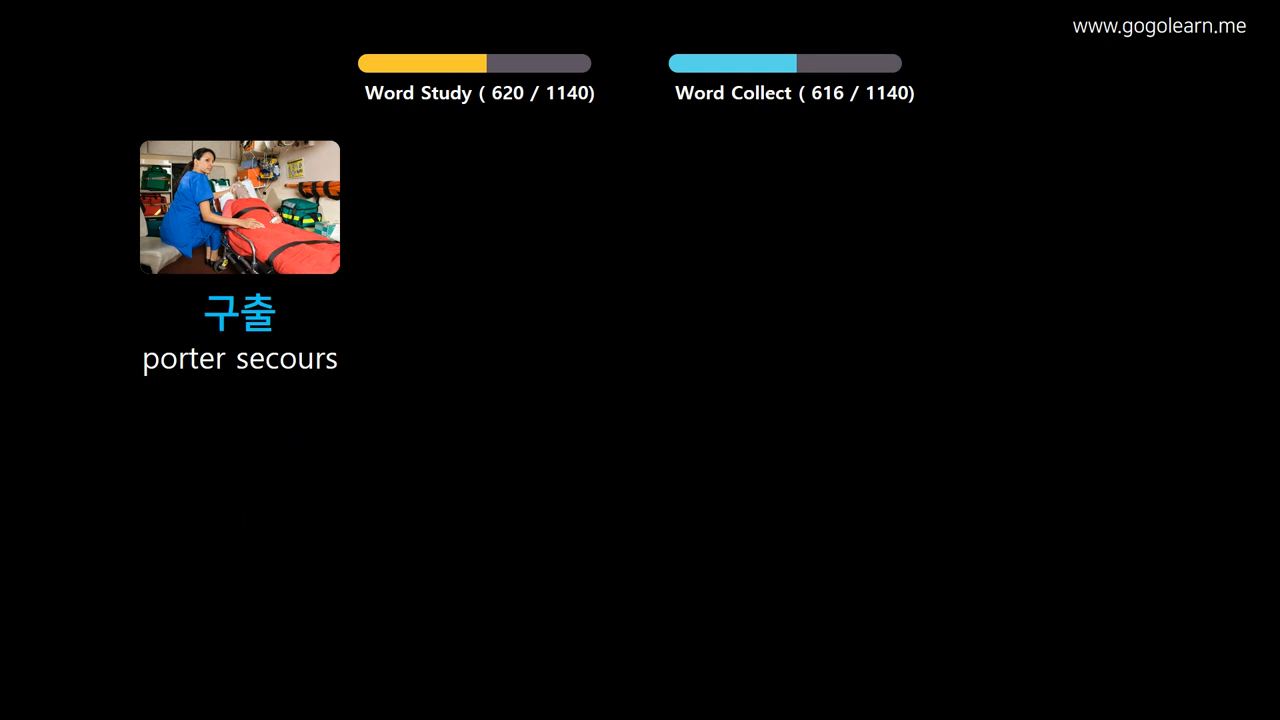 www.gogolearn.me
Word Study ( 620 / 1140)
Word Collect ( 616 / 1140)
구출
porter secours